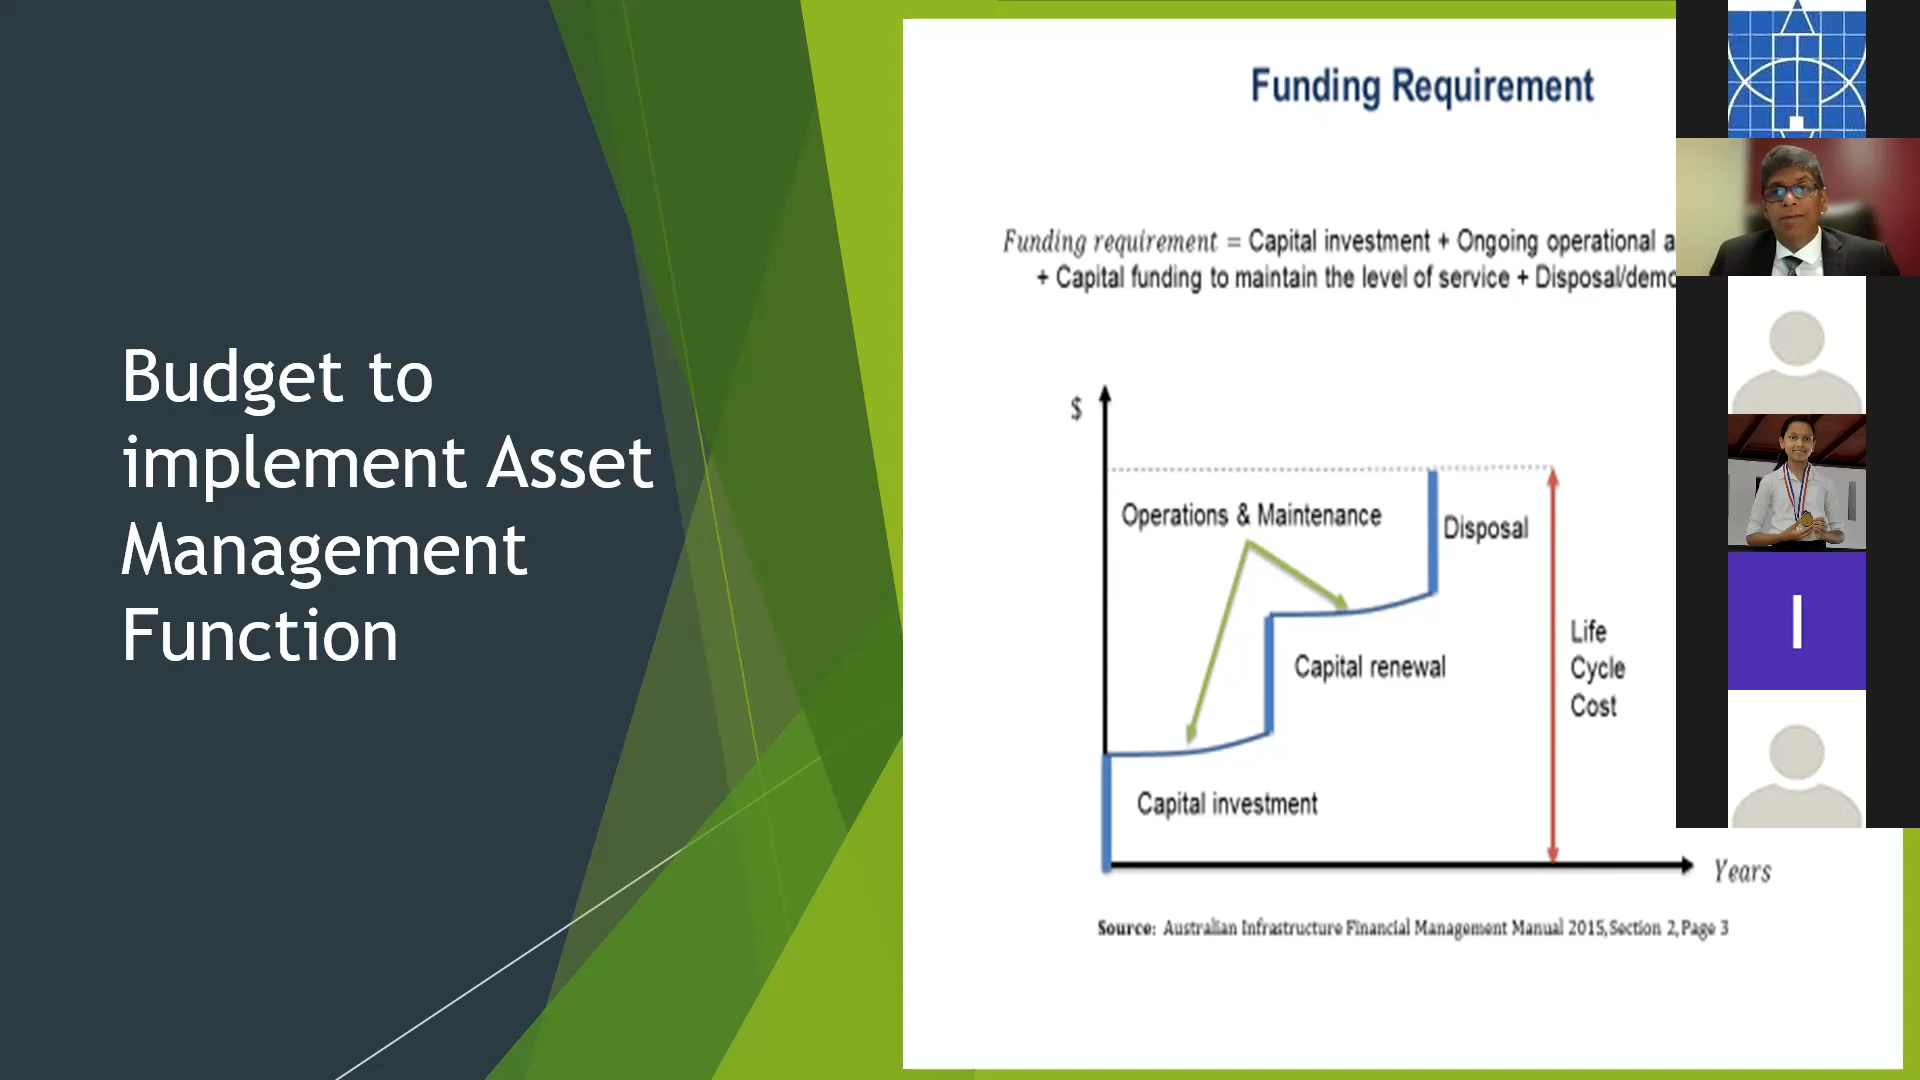 Budget to
implement Asset
Management
Function
Funding Requirement
Funding requirement = Capital investment + Ongoing operational a
+ Capital funding to maintain the level of service + Disposal/demo
$
Operations & Maintenance
Disposal
Life
Cycle
Cost
Capital renewal
Capital investment
Years
Source: Australian Infrastructure Financial Management Manual 2015, Section 2, Page 3
I